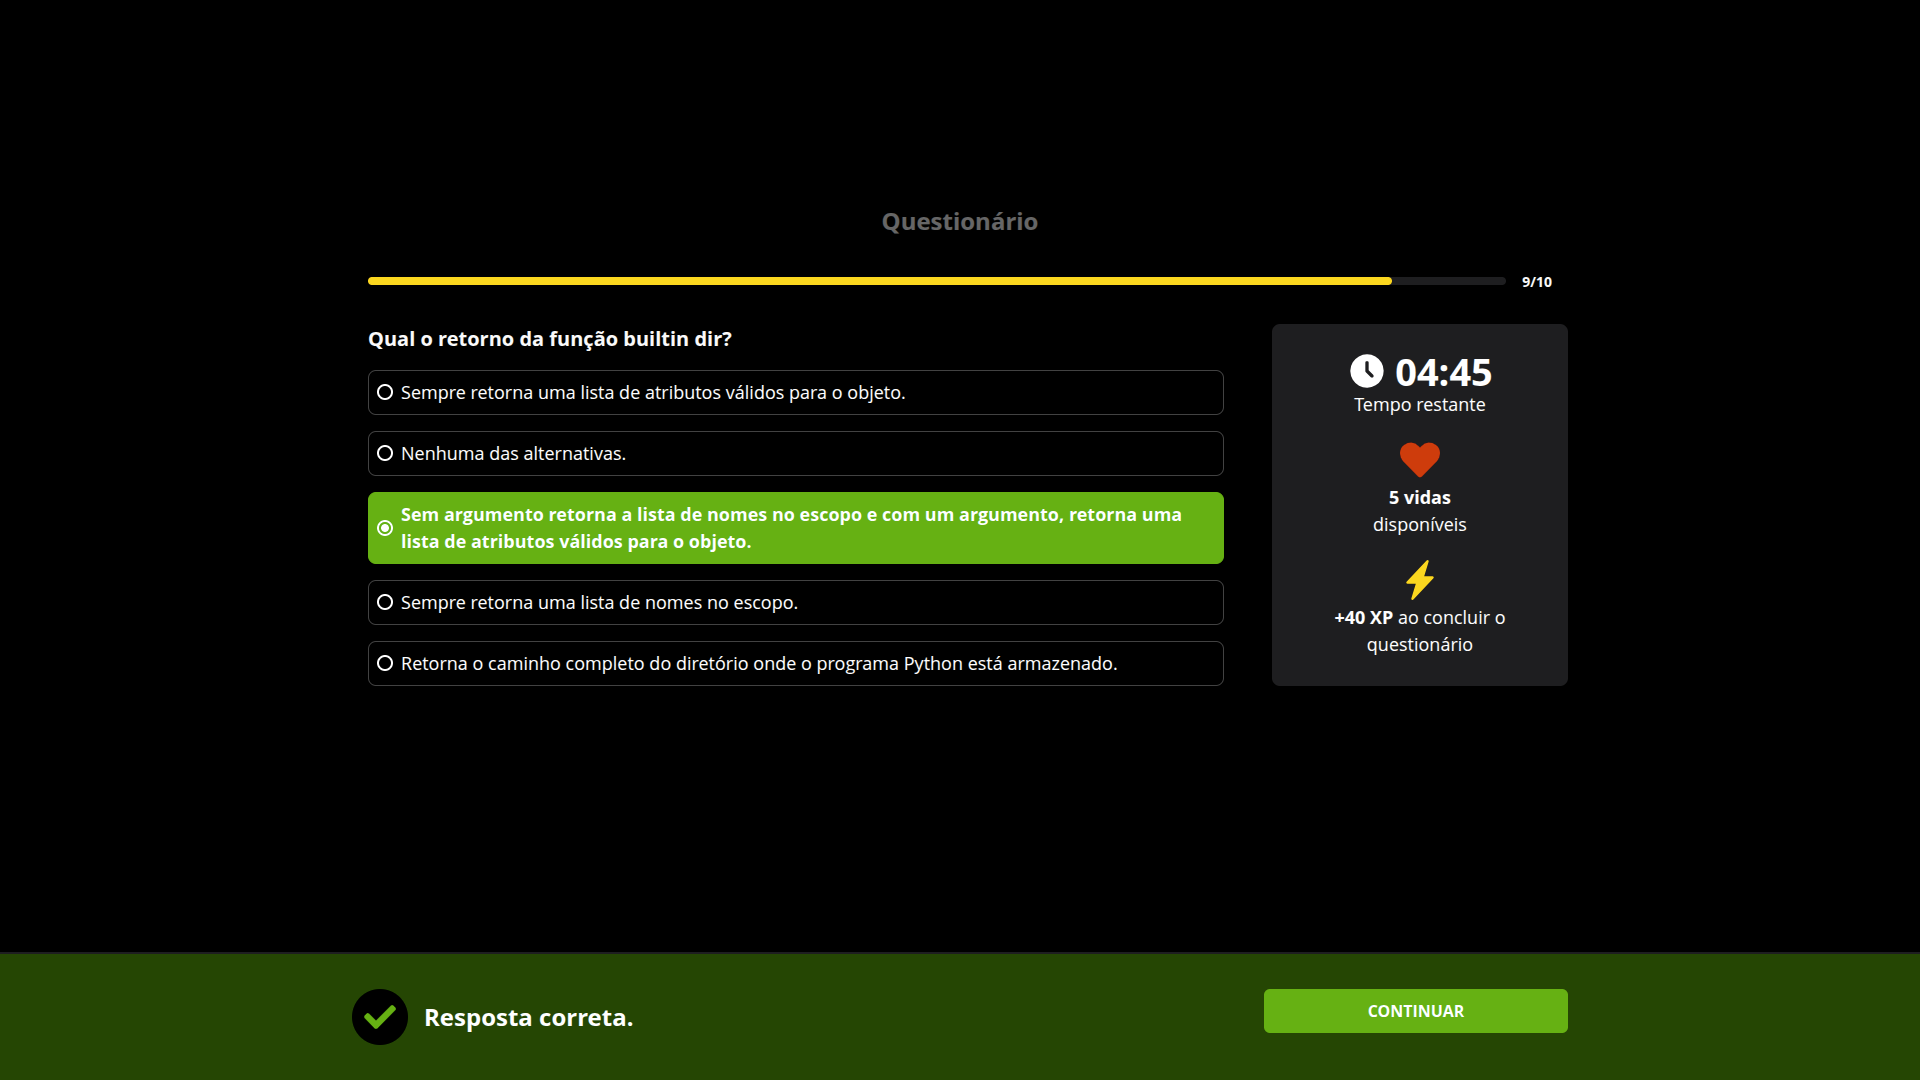 Questionário
9/10
Qual o retorno da função builtin dir?
Sempre retorna uma lista de atributos válidos para o objeto.
Nenhuma das alternativas.
Sem argumento retorna a lista de nomes no escopo e com um argumento, retorna uma
lista de atributos válidos para o objeto.
Sempre retorna uma lista de nomes no escopo.
Retorna o caminho completo do diretório onde o programa Python está armazenado.
04:45
Tempo restante
5 vidas
disponíveis
+40 XP ao concluir o
questionário
Resposta correta.
CONTINUAR